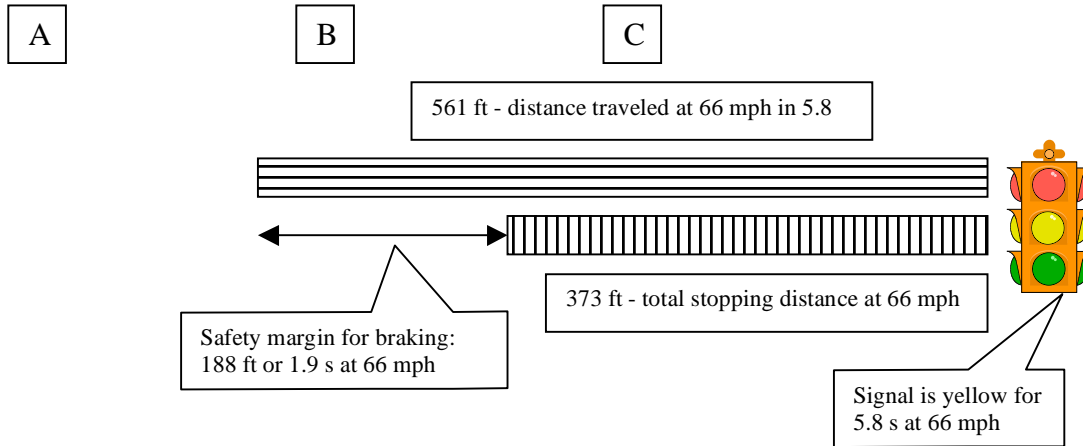 A
B
C
561 ft - distance traveled at 66 mph in 5.8
373 ft - total stopping distance at 66 mph
Safety margin for braking:
188 ft or 1.9 s at 66 mph
Signal is yellow for
5.8 s at 66 mph